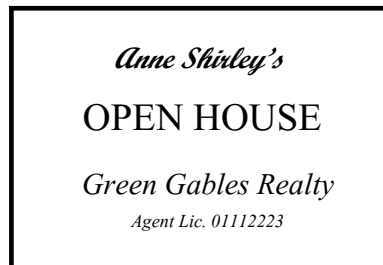 Anne Shirley's
OPEN HOUSE
Green Gables Realty
Agent Lic. 01112223